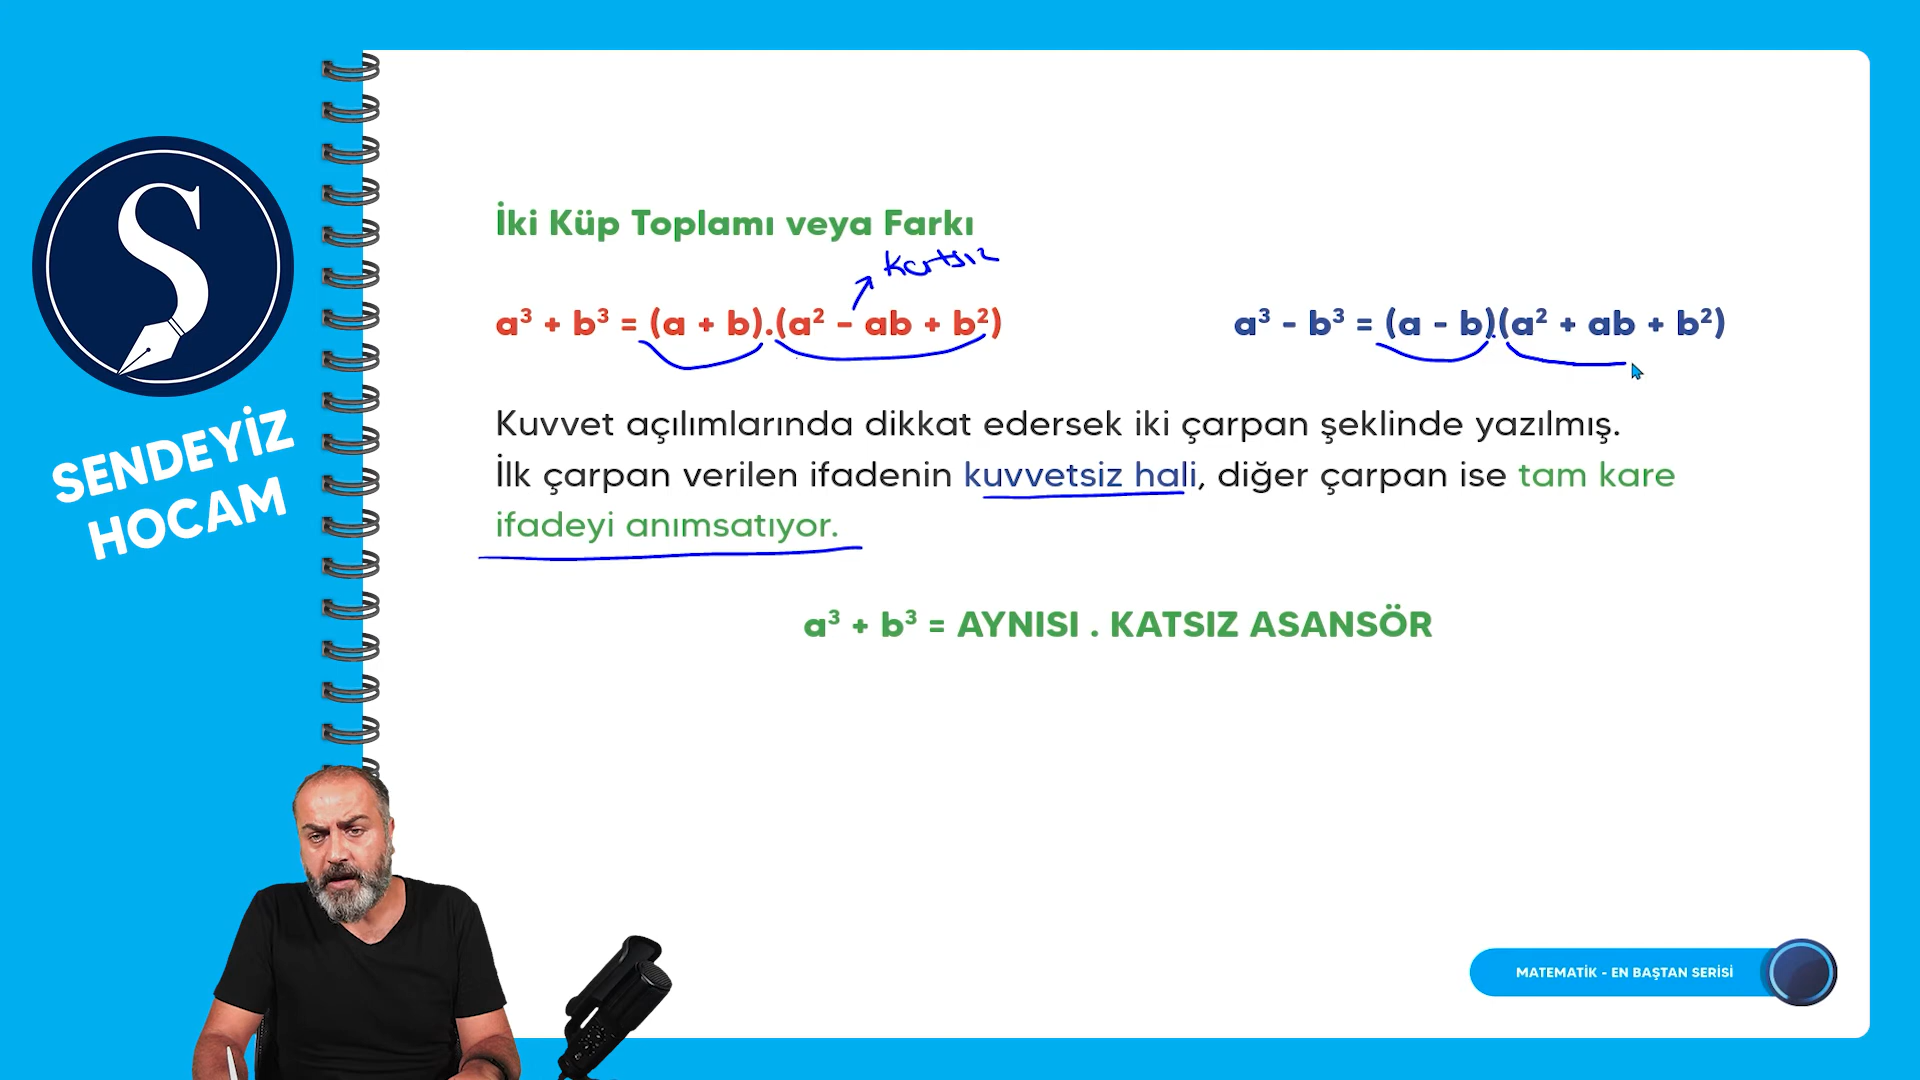 SENDEYİZ
HOCAM
İki Küp Toplamı veya Farkı
Katsız
a³ + b³ = (a + b).(a² - ab + b²)
a³ - b³ = (a - b).(a² + ab + b²)
Kuvvet açılımlarında dikkat edersek iki çarpan şeklinde yazılmış.
İlk çarpan verilen ifadenin kuvvetsiz hali, diğer çarpan ise tam kare
ifadeyi anımsatıyor.
a³ + b³ = AYNISI . KATSIZ ASANSÖR
MATEMATİK - EN BAŞTAN SERİSİ